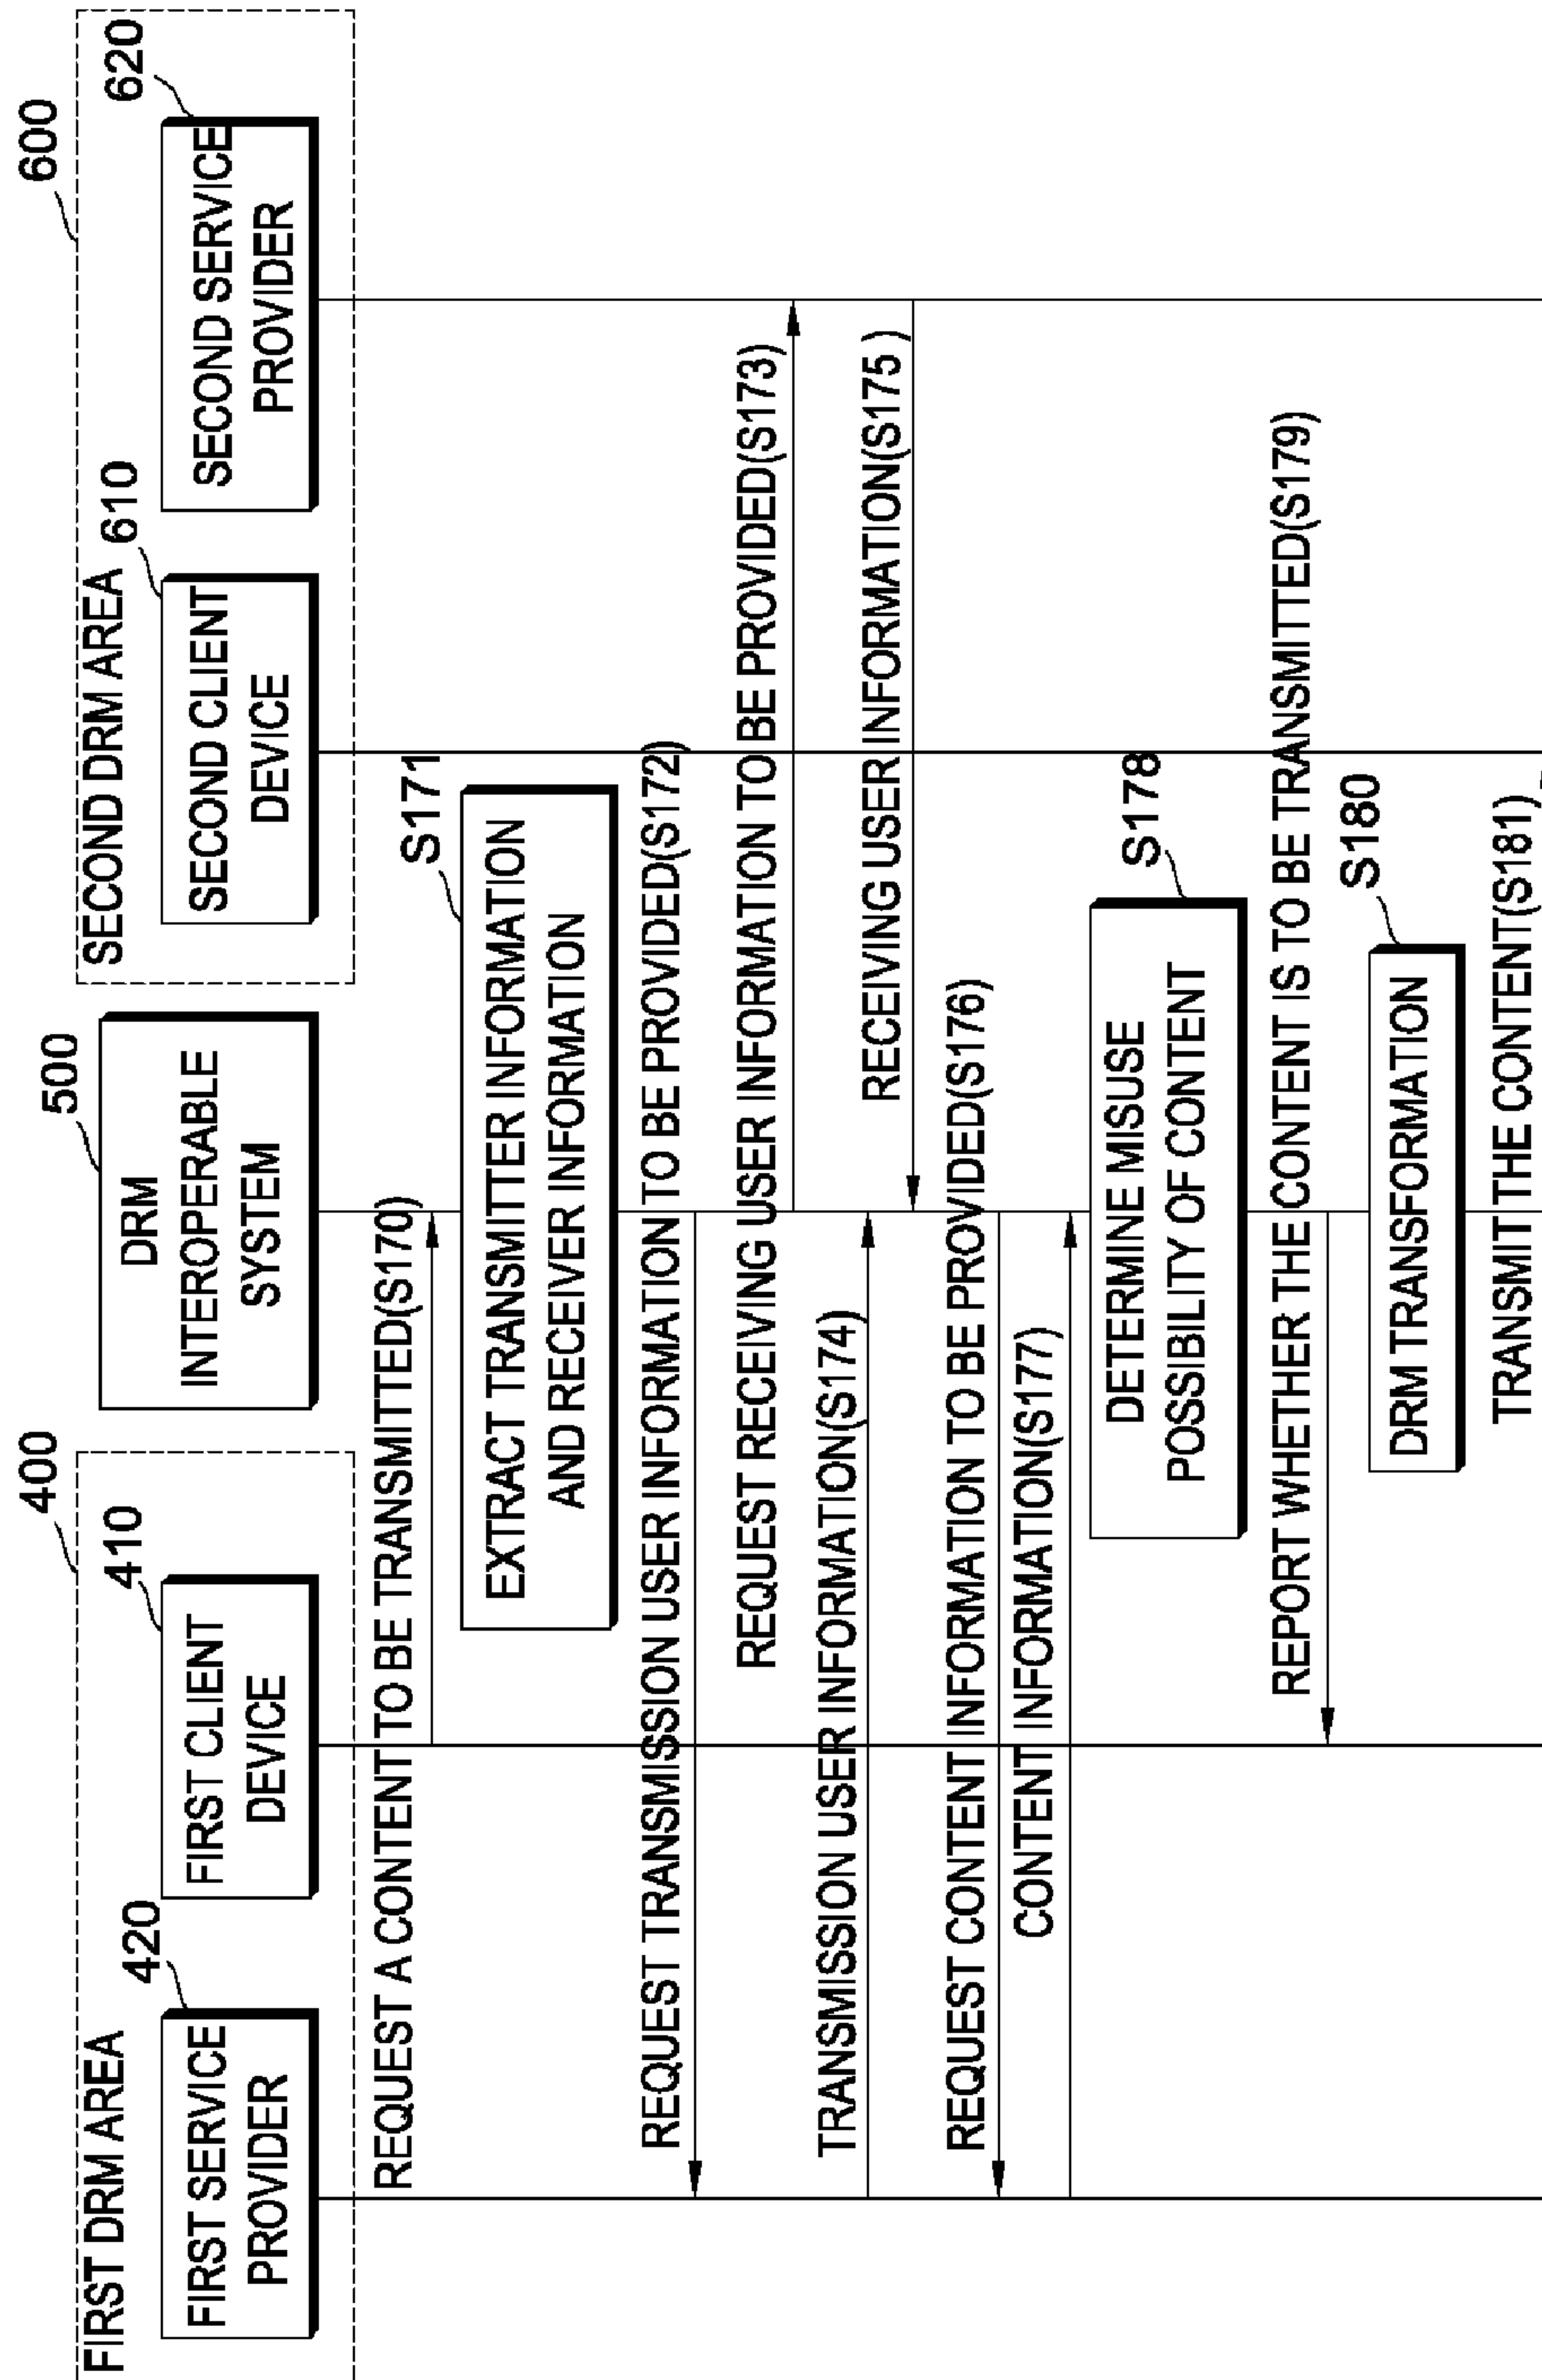 FIRST DRM AREA
400
420
FIRST SERVICE
PROVIDER
410
FIRST CLIENT
DEVICE
500
DRM
INTEROPERABLE
SYSTEM
600
SECOND DRM AREA
610
SECOND CLIENT
DEVICE
620
SECOND SERVICE
PROVIDER
REQUEST A CONTENT TO BE TRANSMITTED(S170)
S171
EXTRACT TRANSMITTER INFORMATION
AND RECEIVER INFORMATION
REQUEST TRANSMISSION USER INFORMATION TO BE PROVIDED(S172)
REQUEST RECEIVING USER INFORMATION TO BE PROVIDED(S173)
TRANSMISSION USER INFORMATION(S174)
RECEIVING USER INFORMATION(S175 )
REQUEST CONTENT INFORMATION TO BE PROVIDED(S176)
CONTENT INFORMATION(S177)
S178
DETERMINE MISUSE
POSSIBILITY OF CONTENT
REPORT WHETHER THE CONTENT IS TO BE TRANSMITTED(S179)
S180
DRM TRANSFORMATION
TRANSMIT THE CONTENT(S181)